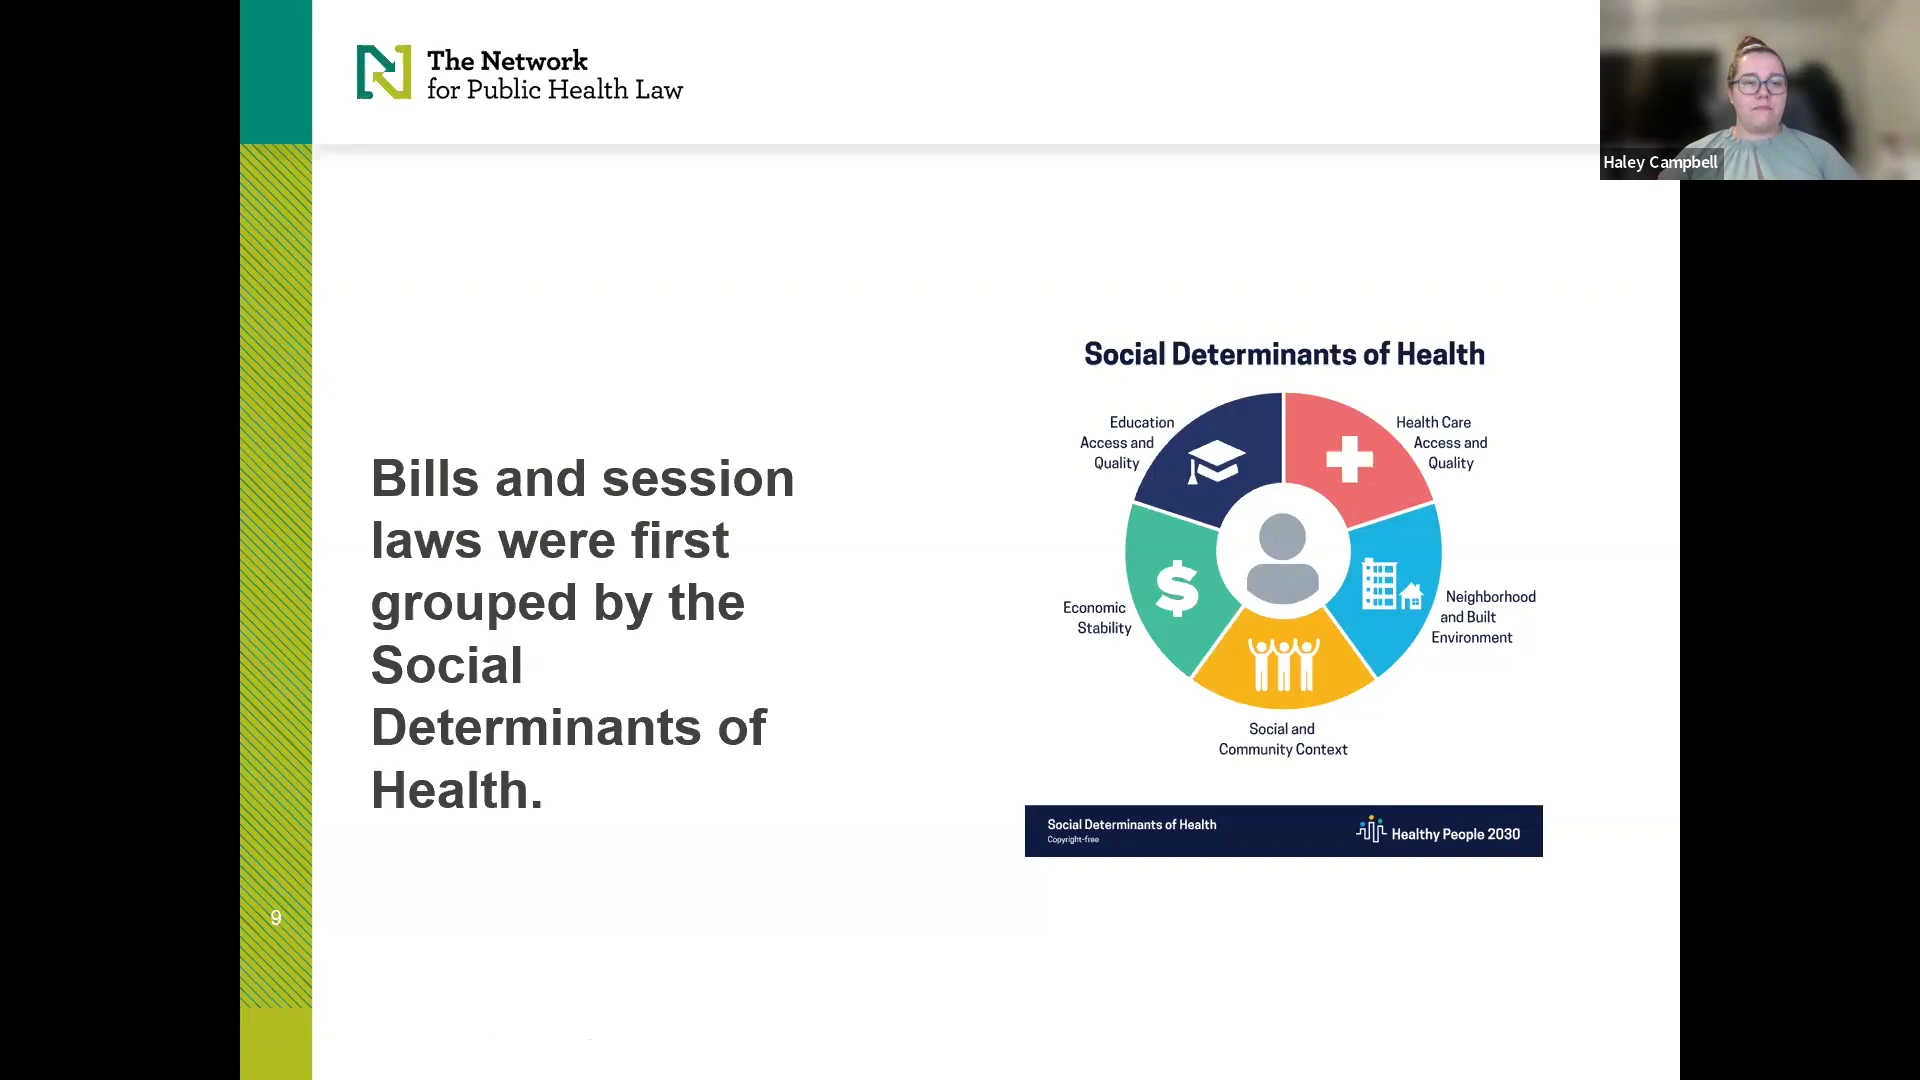 The Network
for Public Health Law
Haley Campbell
Bills and session
laws were first
grouped by the
Social
Determinants of
Health.
Social Determinants of Health
Education
Access and
Quality
Health Care
Access and
Quality
Economic
Stability
Neighborhood
and Built
Environment
Social and
Community Context
Social Determinants of Health
Copyright-free
Healthy People 2030
9